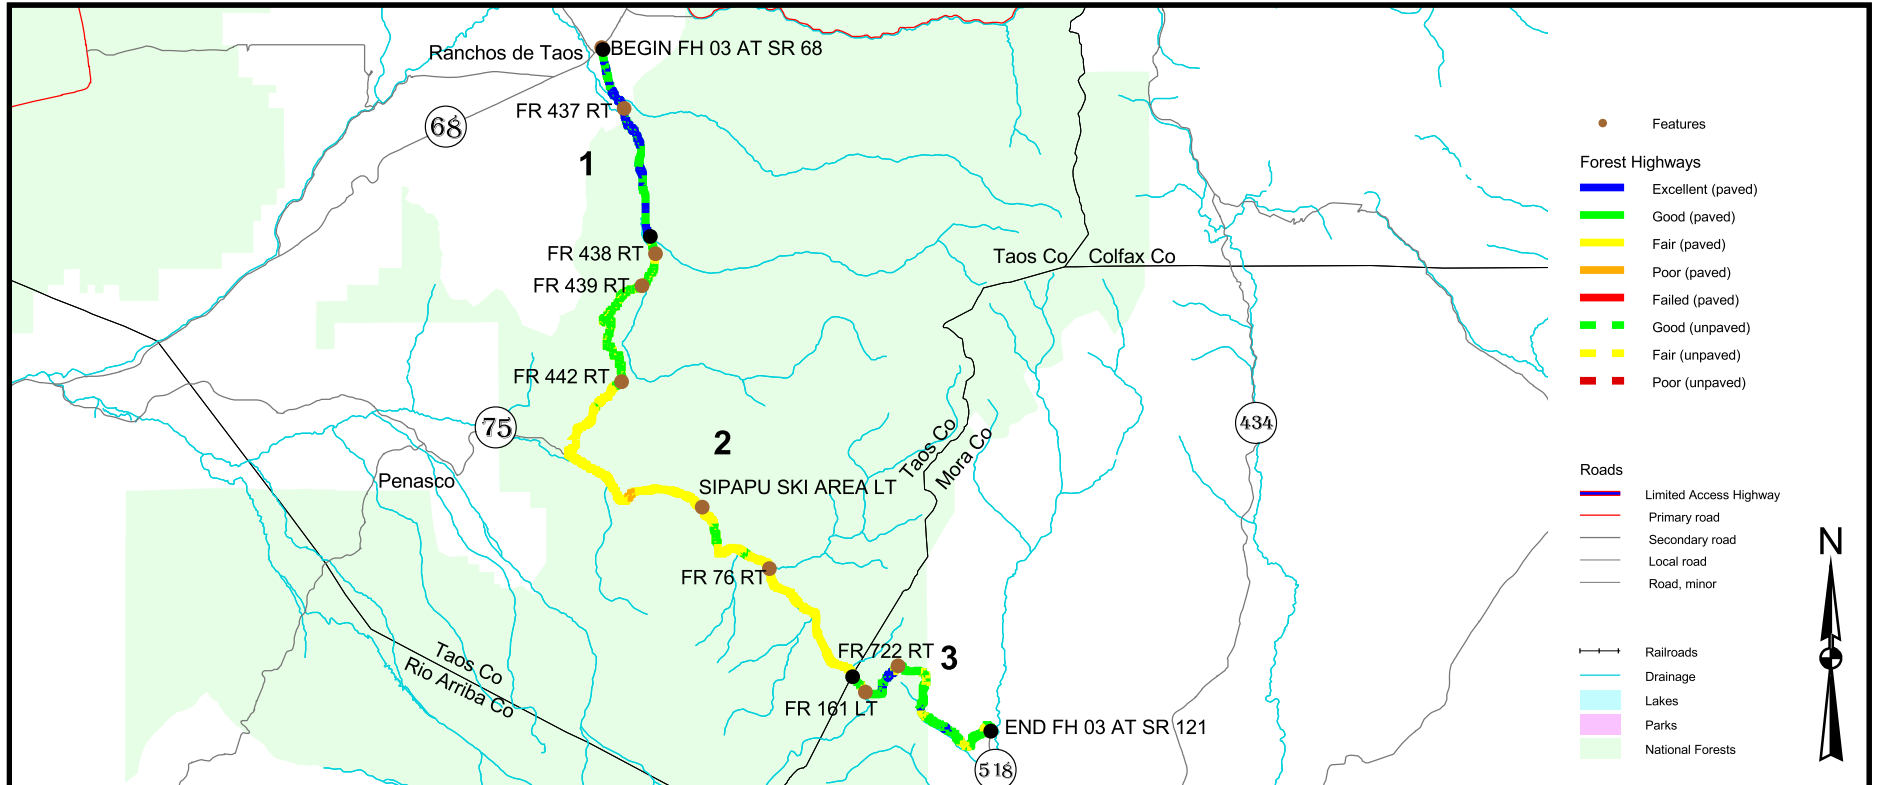 Ranchos de Taos
BEGIN FH 03 AT SR 68
FR 437 RT
68
1
FR 438 RT
FR 439 RT
Taos Co
Colfax Co
FR 442 RT
75
434
2
Taos Co
Mora Co
Penasco
SIPAPU SKI AREA LT
FR 76 RT
Taos Co
Rio Arriba Co
FR 722 RT
3
FR 161 LT
END FH 03 AT SR 121
518
Features
Forest Highways
Excellent (paved)
Good (paved)
Fair (paved)
Poor (paved)
Failed (paved)
Good (unpaved)
Fair (unpaved)
Poor (unpaved)
Roads
Limited Access Highway
Primary road
Secondary road
Local road
Road, minor
Railroads
Drainage
Lakes
Parks
National Forests
N